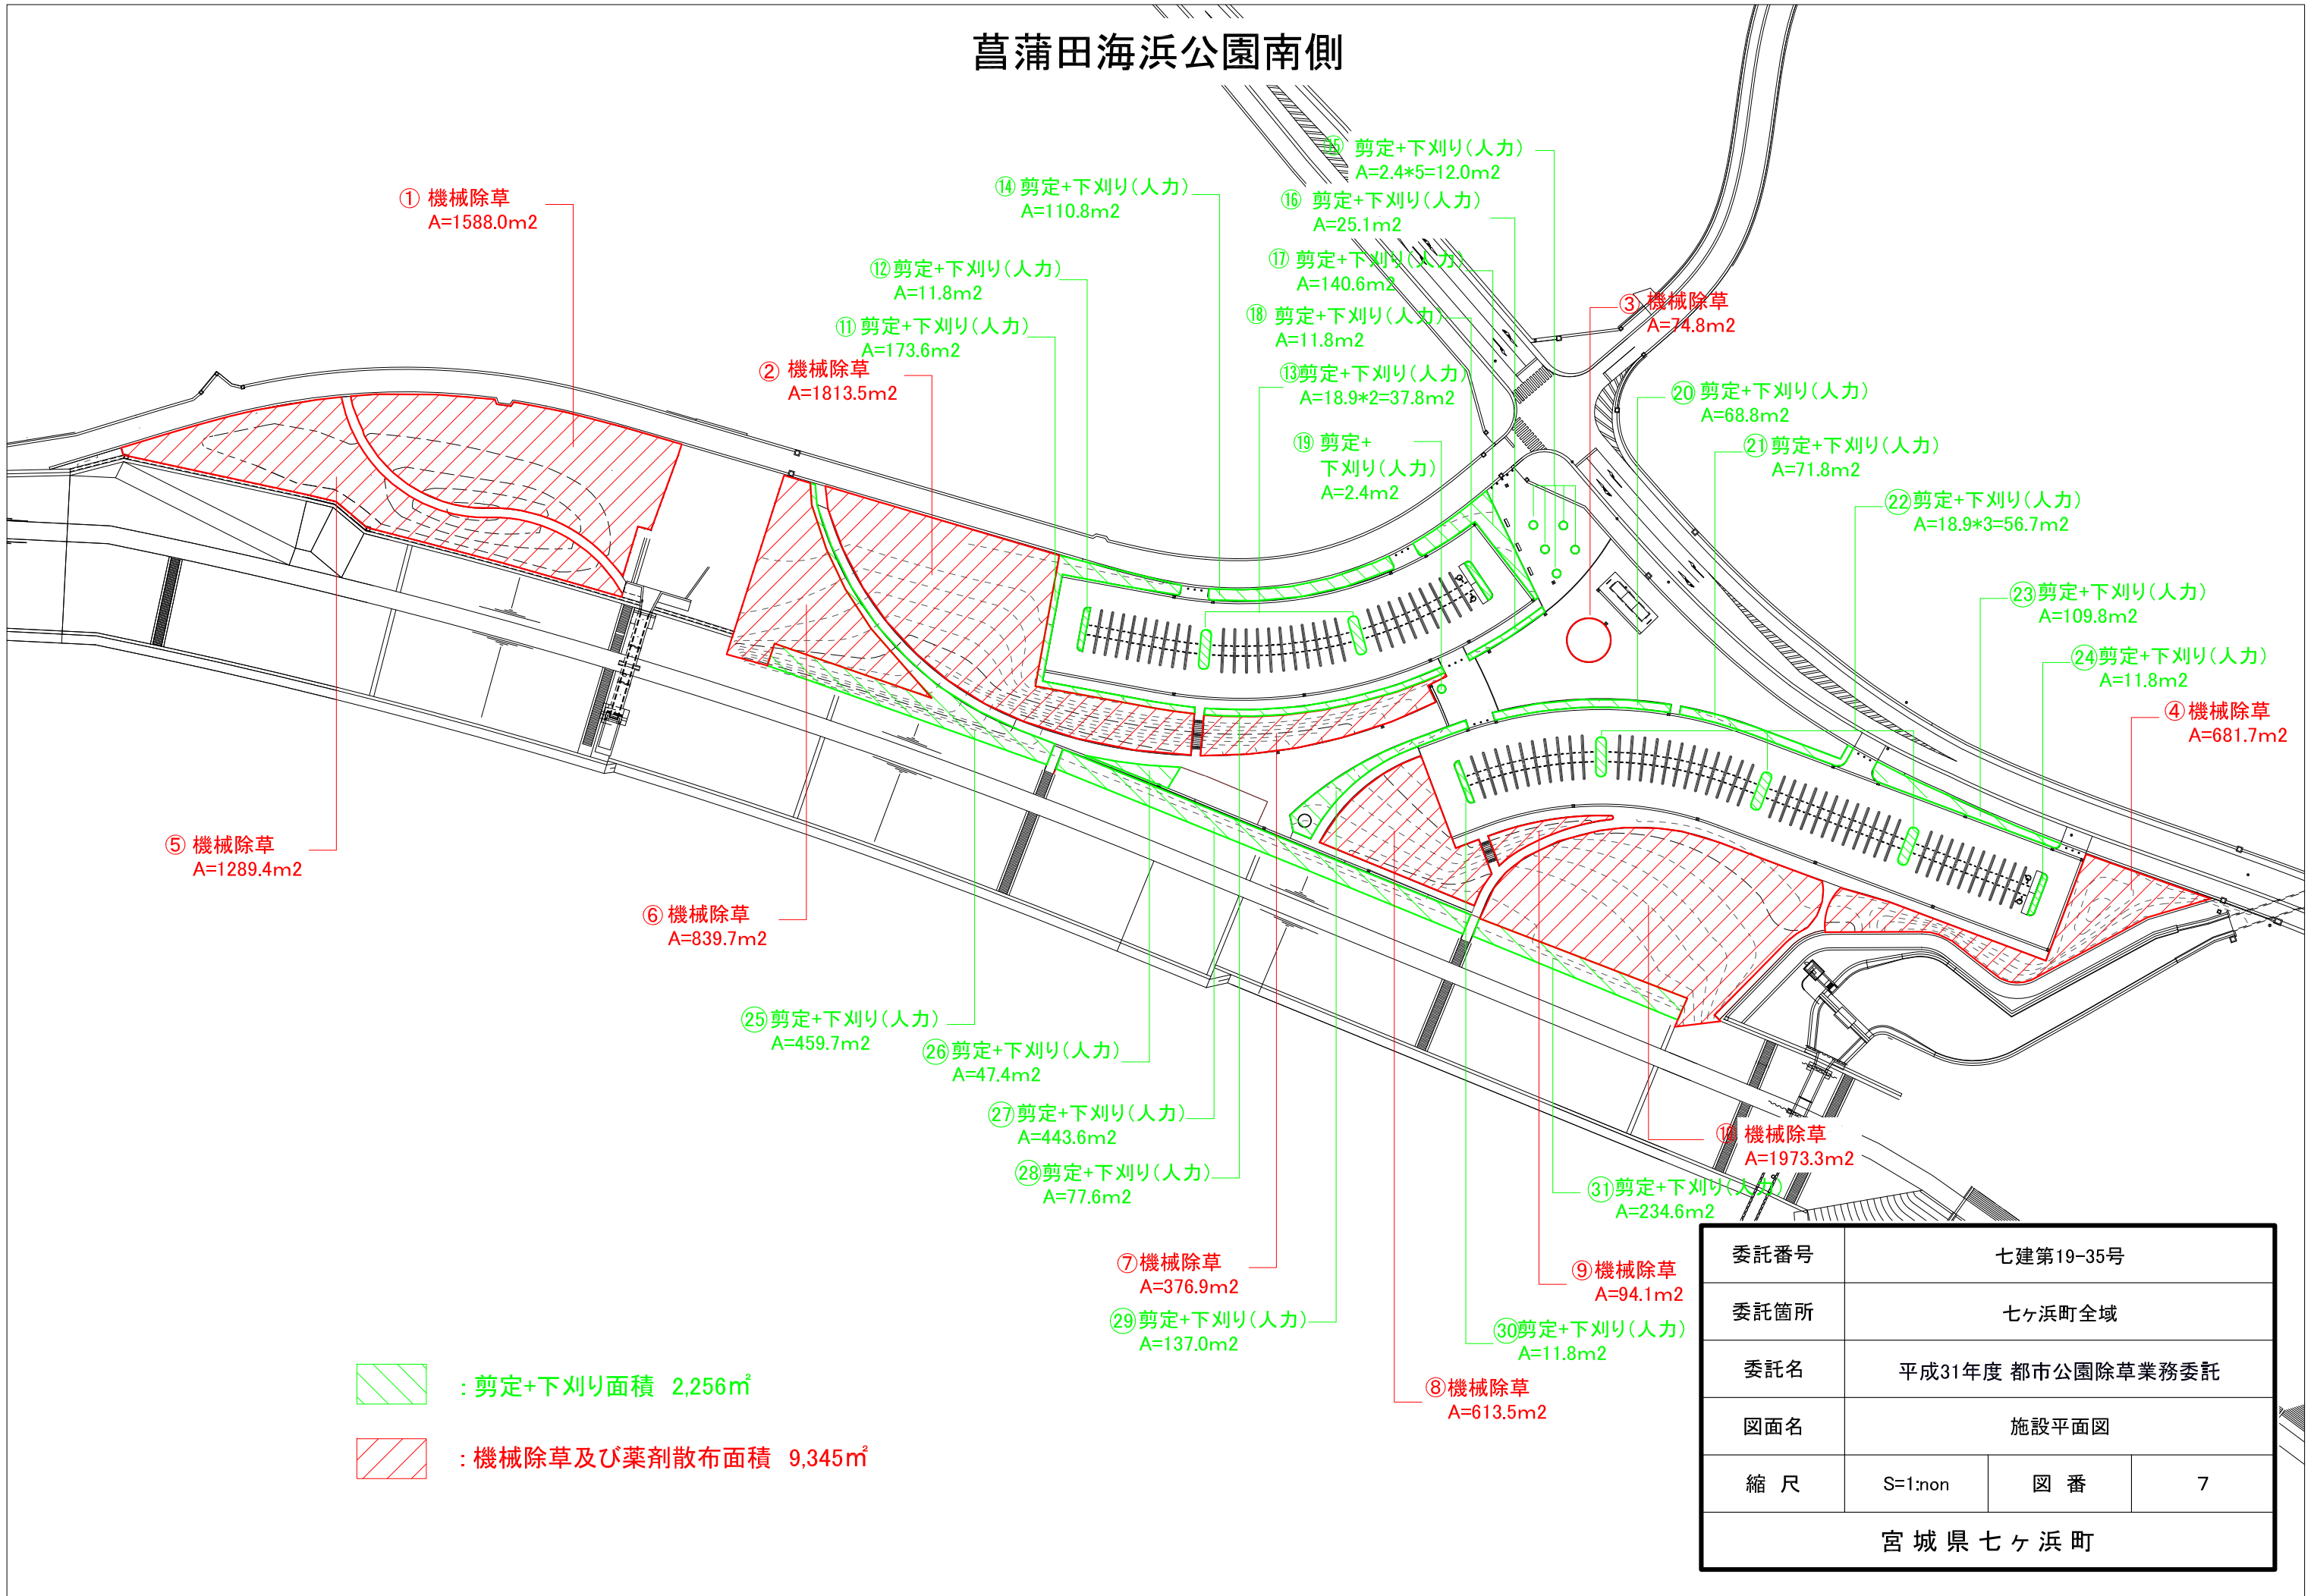 菖蒲田海浜公園南側
① 機械除草
A=1588.0m2
② 機械除草
A=1813.5m2
③ 機械除草
A=74.8m2
④ 機械除草
A=681.7m2
⑤ 機械除草
A=1289.4m2
⑥ 機械除草
A=839.7m2
⑦ 機械除草
A=376.9m2
⑧ 機械除草
A=613.5m2
⑨ 機械除草
A=94.1m2
⑩ 機械除草
A=1973.3m2
⑪ 剪定+下刈り(人力)
A=173.6m2
⑫ 剪定+下刈り(人力)
A=11.8m2
⑬ 剪定+下刈り(人力)
A=18.9*2=37.8m2
⑭ 剪定+下刈り(人力)
A=110.8m2
⑮ 剪定+下刈り(人力)
A=2.4*5=12.0m2
⑯ 剪定+下刈り(人力)
A=25.1m2
⑰ 剪定+下刈り(人力)
A=140.6m2
⑱ 剪定+下刈り(人力)
A=11.8m2
⑲ 剪定+
下刈り(人力)
A=2.4m2
⑳ 剪定+下刈り(人力)
A=68.8m2
㉑ 剪定+下刈り(人力)
A=71.8m2
㉒ 剪定+下刈り(人力)
A=18.9*3=56.7m2
㉓ 剪定+下刈り(人力)
A=109.8m2
㉔ 剪定+下刈り(人力)
A=11.8m2
㉕ 剪定+下刈り(人力)
A=459.7m2
㉖ 剪定+下刈り(人力)
A=47.4m2
㉗ 剪定+下刈り(人力)
A=443.6m2
㉘ 剪定+下刈り(人力)
A=77.6m2
㉙ 剪定+下刈り(人力)
A=137.0m2
㉚ 剪定+下刈り(人力)
A=11.8m2
㉛ 剪定+下刈り(人力)
A=234.6m2
：剪定+下刈り面積 2,256㎡
：機械除草及び薬剤散布面積 9,345㎡
委託番号 七建第19-35号
委託箇所 七ヶ浜町全域
委託名 平成31年度 都市公園除草業務委託
図面名 施設平面図
縮 尺 S=1:non 図 番 7
宮城県七ヶ浜町